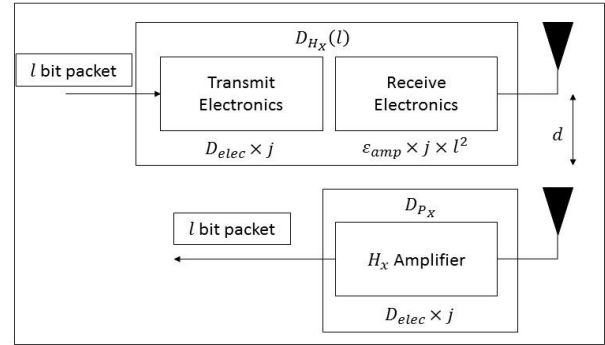 D_{H_X}(l)
l bit packet
Transmit
Electronics
Receive
Electronics
D_{elec} × j
ε_{amp} × j × l²
d
D_{P_X}
l bit packet
H_x Amplifier
D_{elec} × j